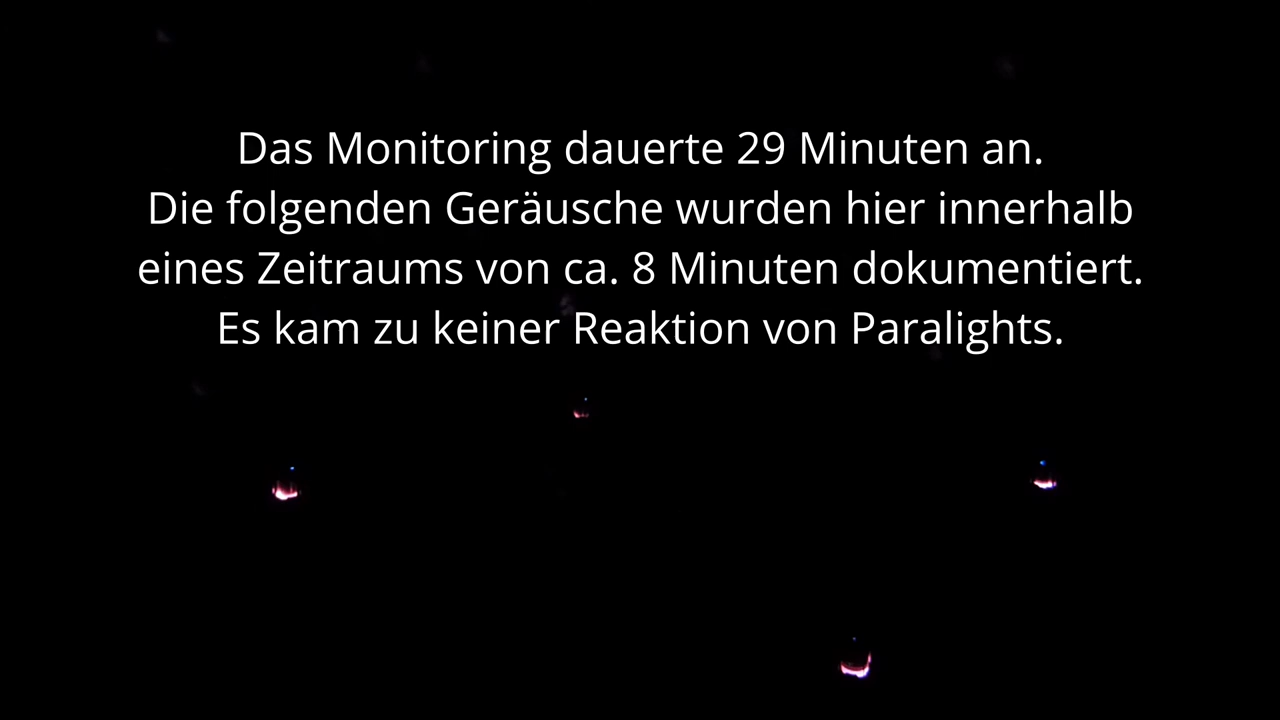 Das Monitoring dauerte 29 Minuten an.
Die folgenden Geräusche wurden hier innerhalb
eines Zeitraums von ca. 8 Minuten dokumentiert.
Es kam zu keiner Reaktion von Paralights.